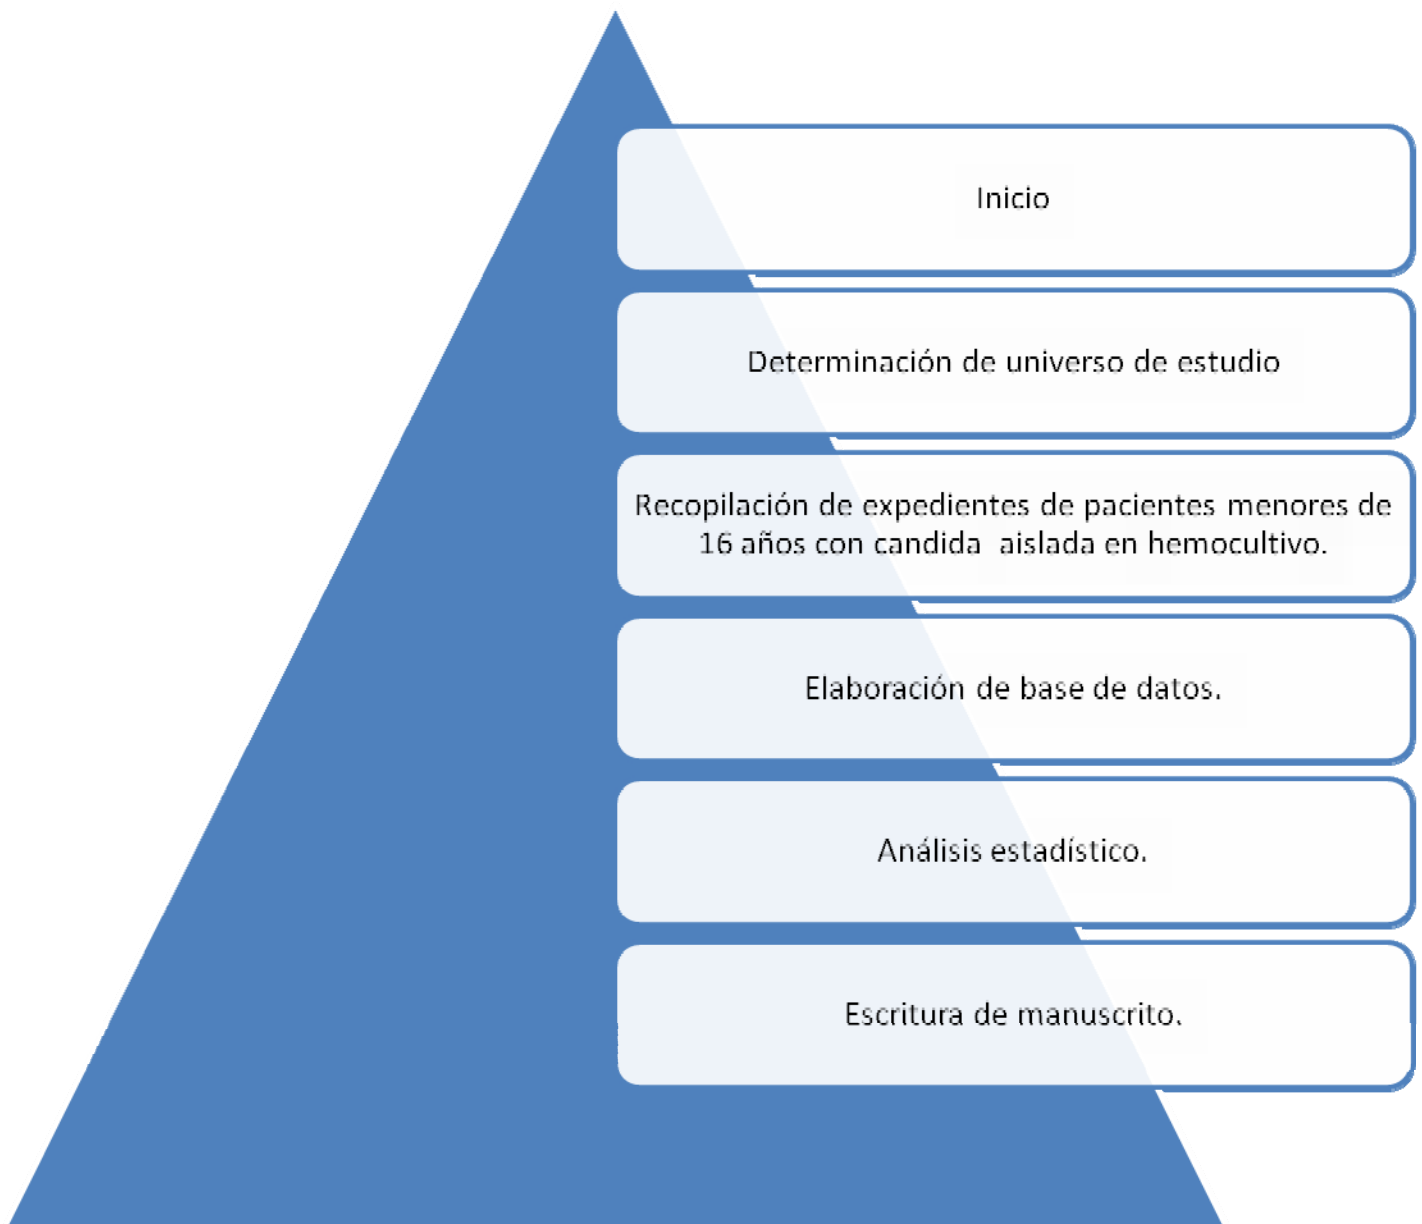 Inicio
Determinación de universo de estudio
Recopilación de expedientes de pacientes menores de
16 años con candida  aislada en hemocultivo.
Elaboración de base de datos.
Análisis estadístico.
Escritura de manuscrito.